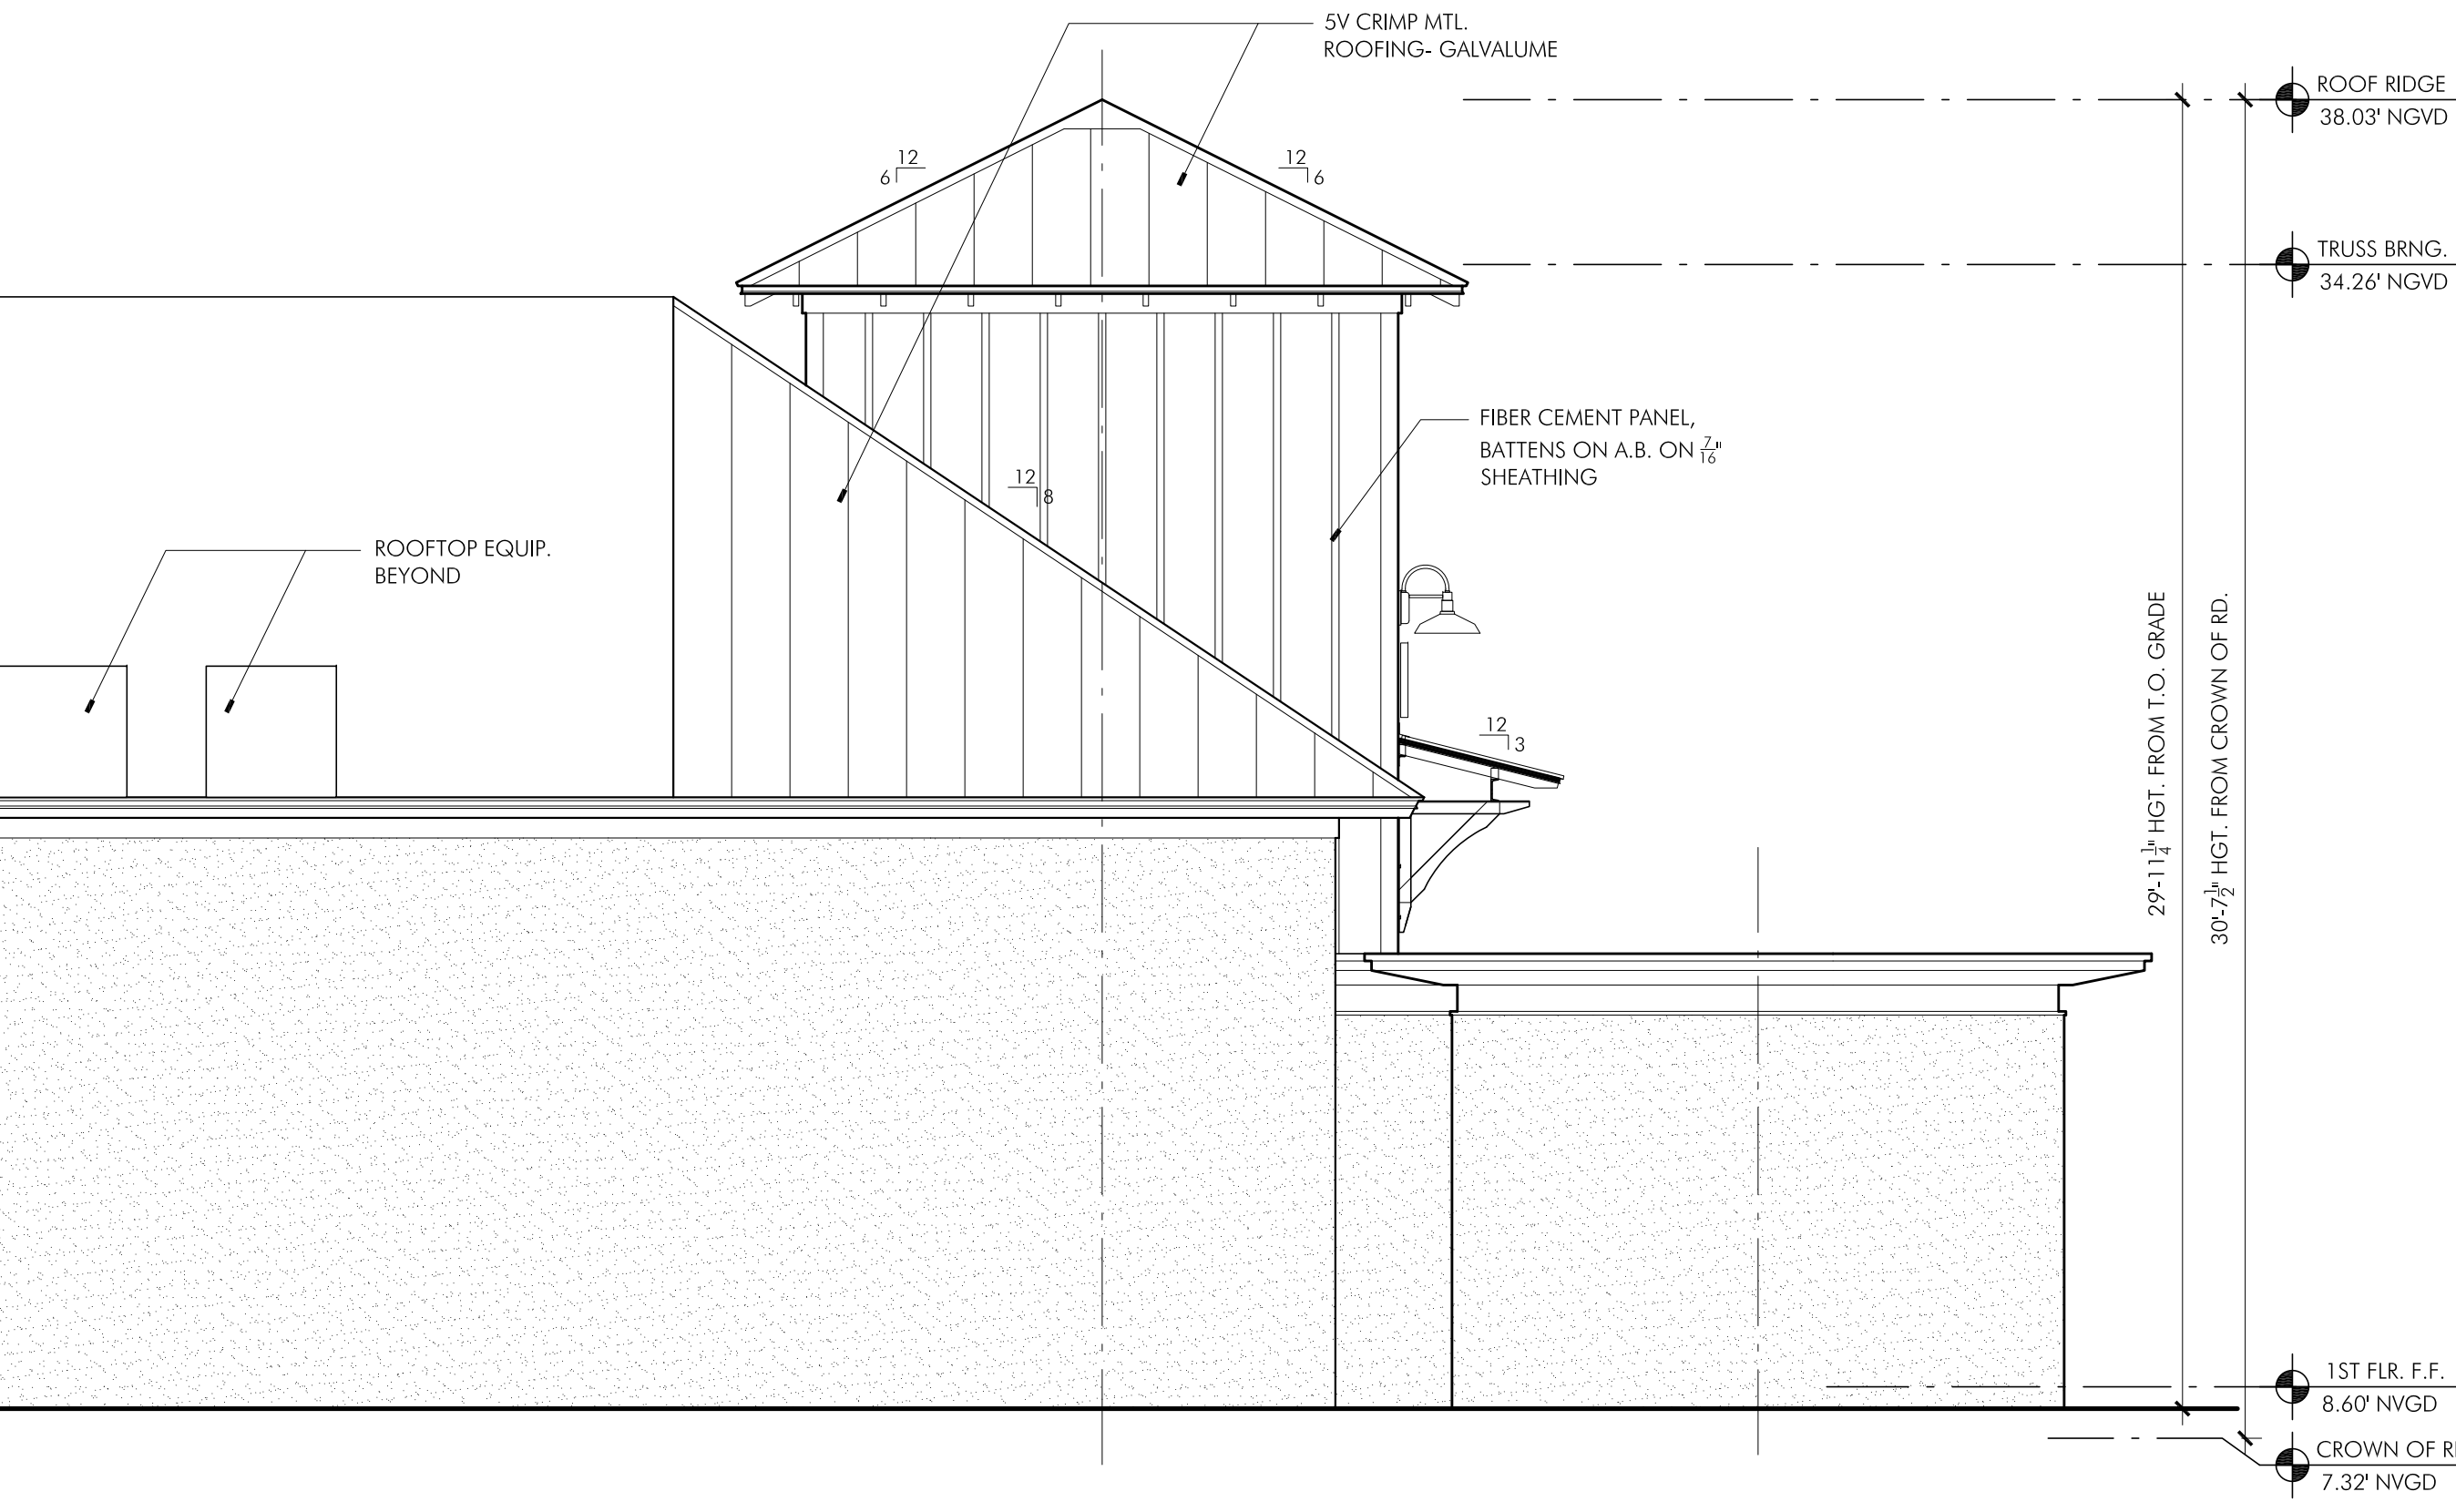 5V CRIMP MTL.
ROOFING- GALVALUME
ROOF RIDGE
38.03' NGVD
12
6
12
6
TRUSS BRNG.
34.26' NGVD
FIBER CEMENT PANEL,
BATTENS ON A.B. ON 7/16"
SHEATHING
12
8
ROOFTOP EQUIP.
BEYOND
12
3
29'-11 1/4" HGT. FROM T.O. GRADE
30'-7 1/2" HGT. FROM CROWN OF RD.
1ST FLR. F.F.
8.60' NVGD
CROWN OF
7.32' NVGD